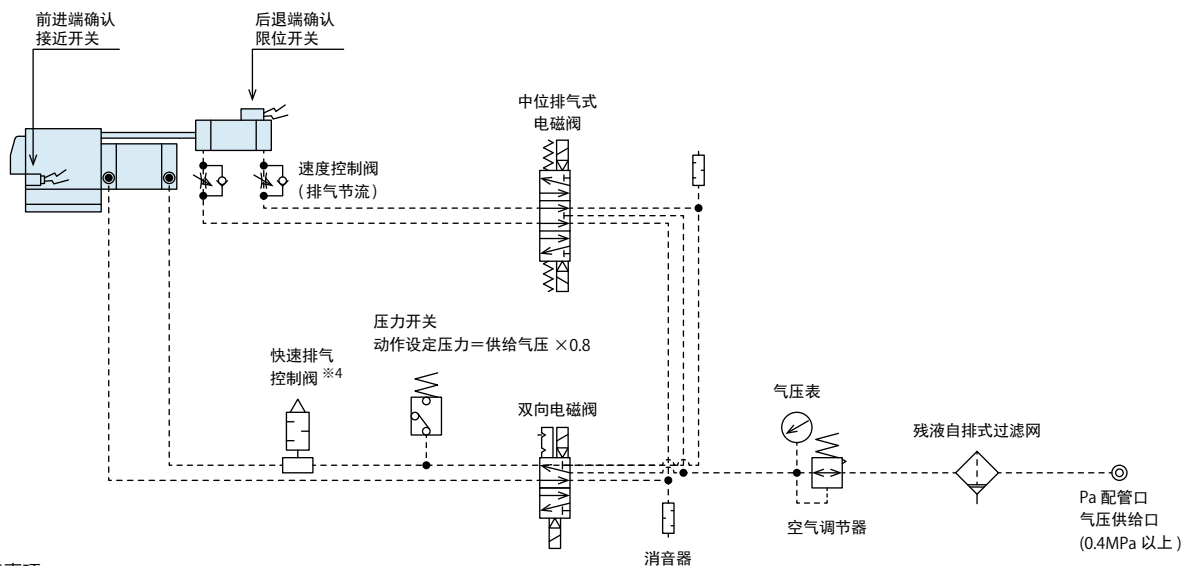 前进端确认
接近开关
后退端确认
限位开关
中位排气式
电磁阀
速度控制阀
(排气节流)
压力开关
动作设定压力＝供给气压 ×0.8
快速排气
控制阀 ※4
双向电磁阀
气压表
残液自排式过滤网
Pa 配管口
气压供给口
(0.4MPa 以上)
空气调节器
消音器